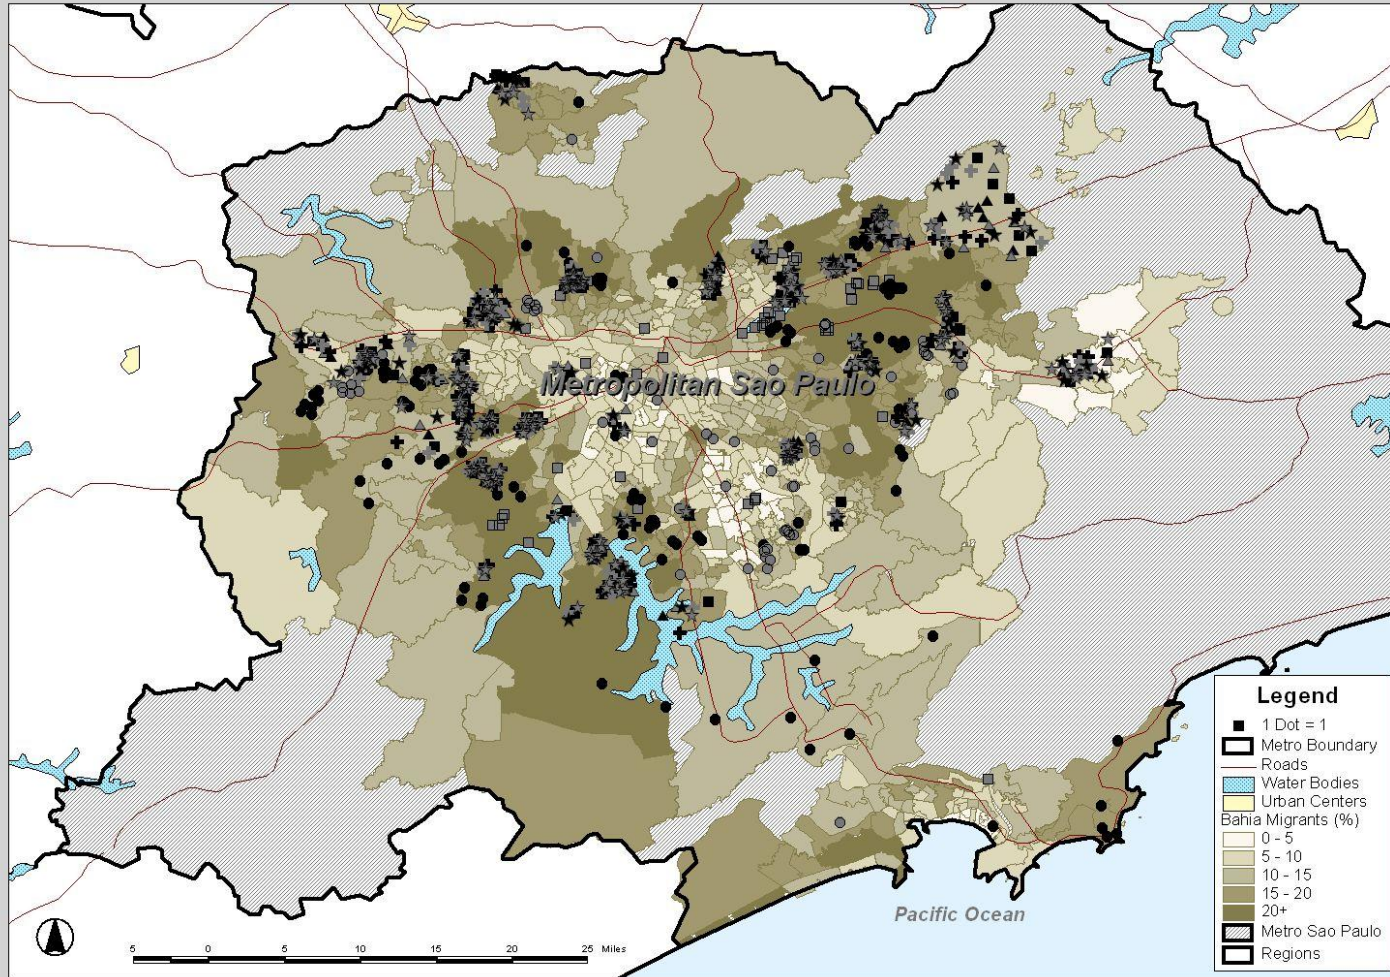 Metropolitan Sao Paulo
Legend
1 Dot = 1
Metro Boundary
Roads
Water Bodies
Urban Centers
Bahia Migrants (%)
0 - 5
5 - 10
10 - 15
15 - 20
20+
Metro Sao Paulo
Regions
Pacific Ocean
5 0 5 10 15 20 25 Miles